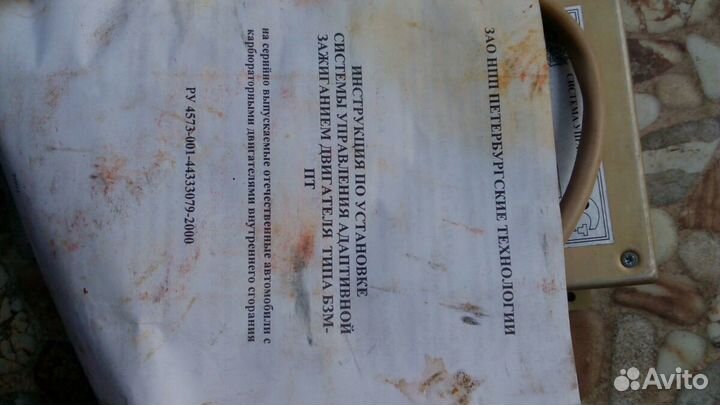 ЗАО НПП ПЕТЕРБУРГСКИЕ ТЕХНОЛОГИИ
ИНСТРУКЦИЯ ПО УСТАНОВКЕ
СИСТЕМЫ УПРАВЛЕНИЯ АДАПТИВНОЙ
ЗАЖИГАНИЕМ ДВИГАТЕЛЯ ТИПА БЗМ-
ПТ
на серийно выпускаемые отечественные автомобили с
карбюраторными двигателями внутреннего сгорания
РУ 4573-001-44333079-2000
СИСТЕМА
Avito